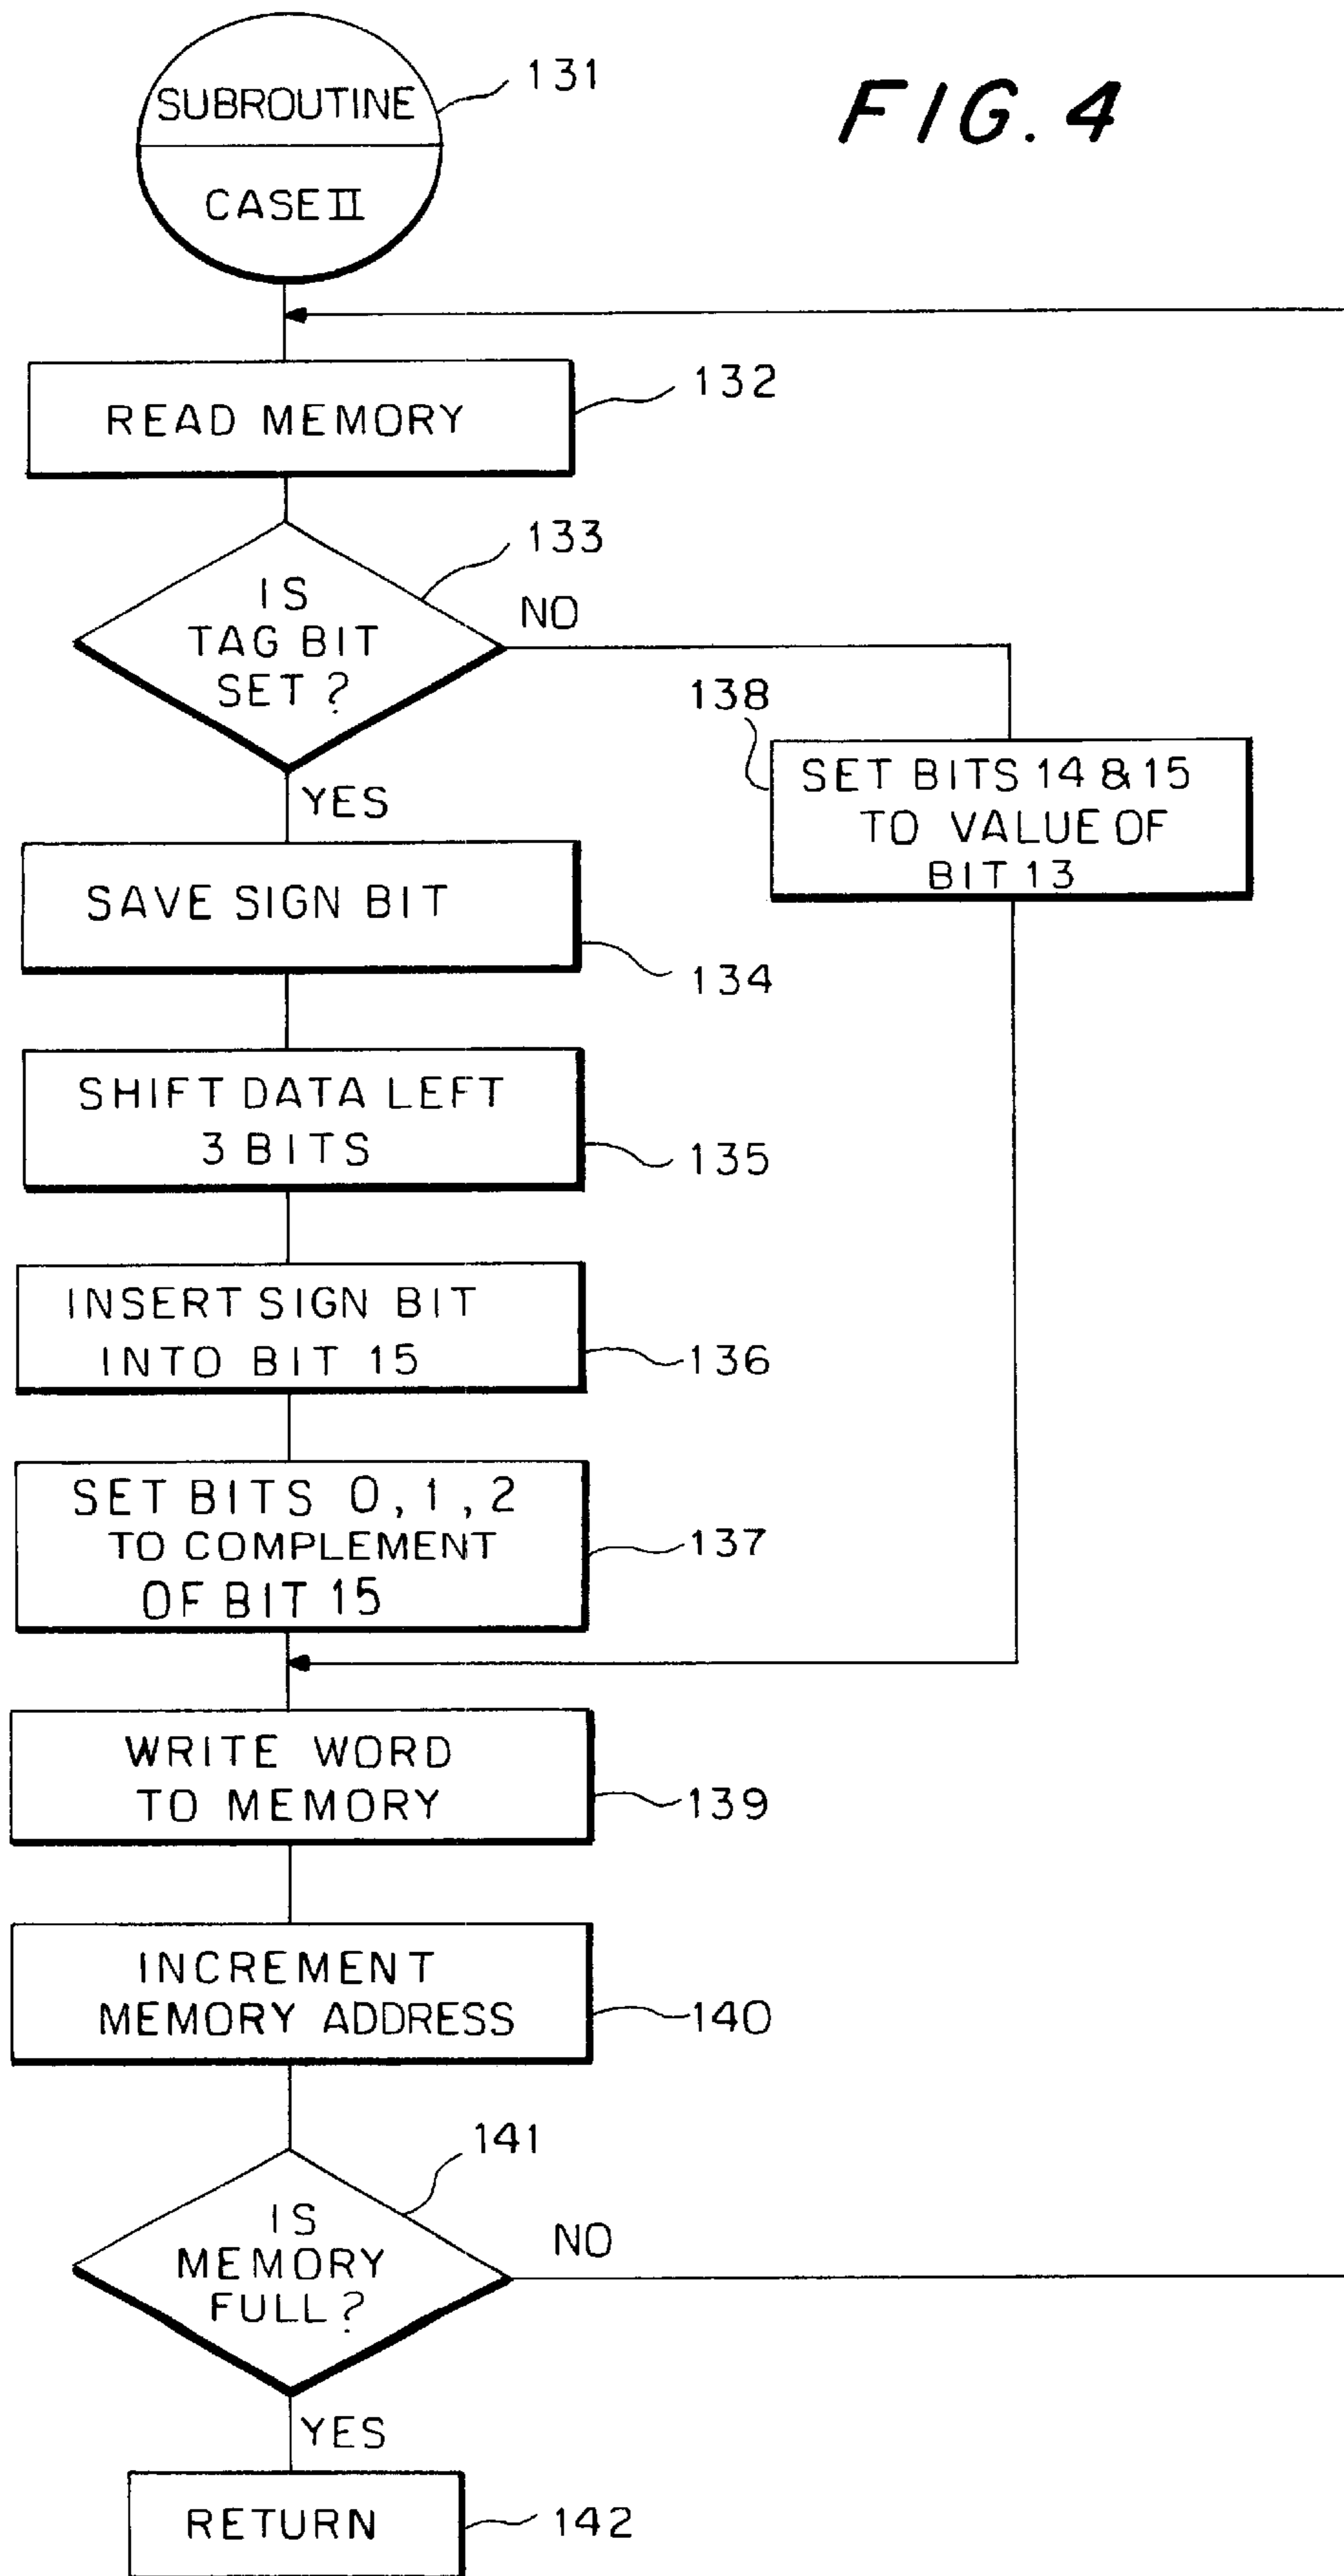 FIG. 4
SUBROUTINE
131
CASE II
READ MEMORY
132
IS
TAG BIT
SET?
133
NO
YES
138
SET BITS 14 & 15
TO VALUE OF
BIT 13
SAVE SIGN BIT
134
SHIFT DATA LEFT
3 BITS
135
INSERT SIGN BIT
INTO BIT 15
136
SET BITS 0, 1, 2
TO COMPLEMENT
OF BIT 15
137
WRITE WORD
TO MEMORY
139
INCREMENT
MEMORY ADDRESS
140
IS
MEMORY
FULL?
141
NO
YES
RETURN
142